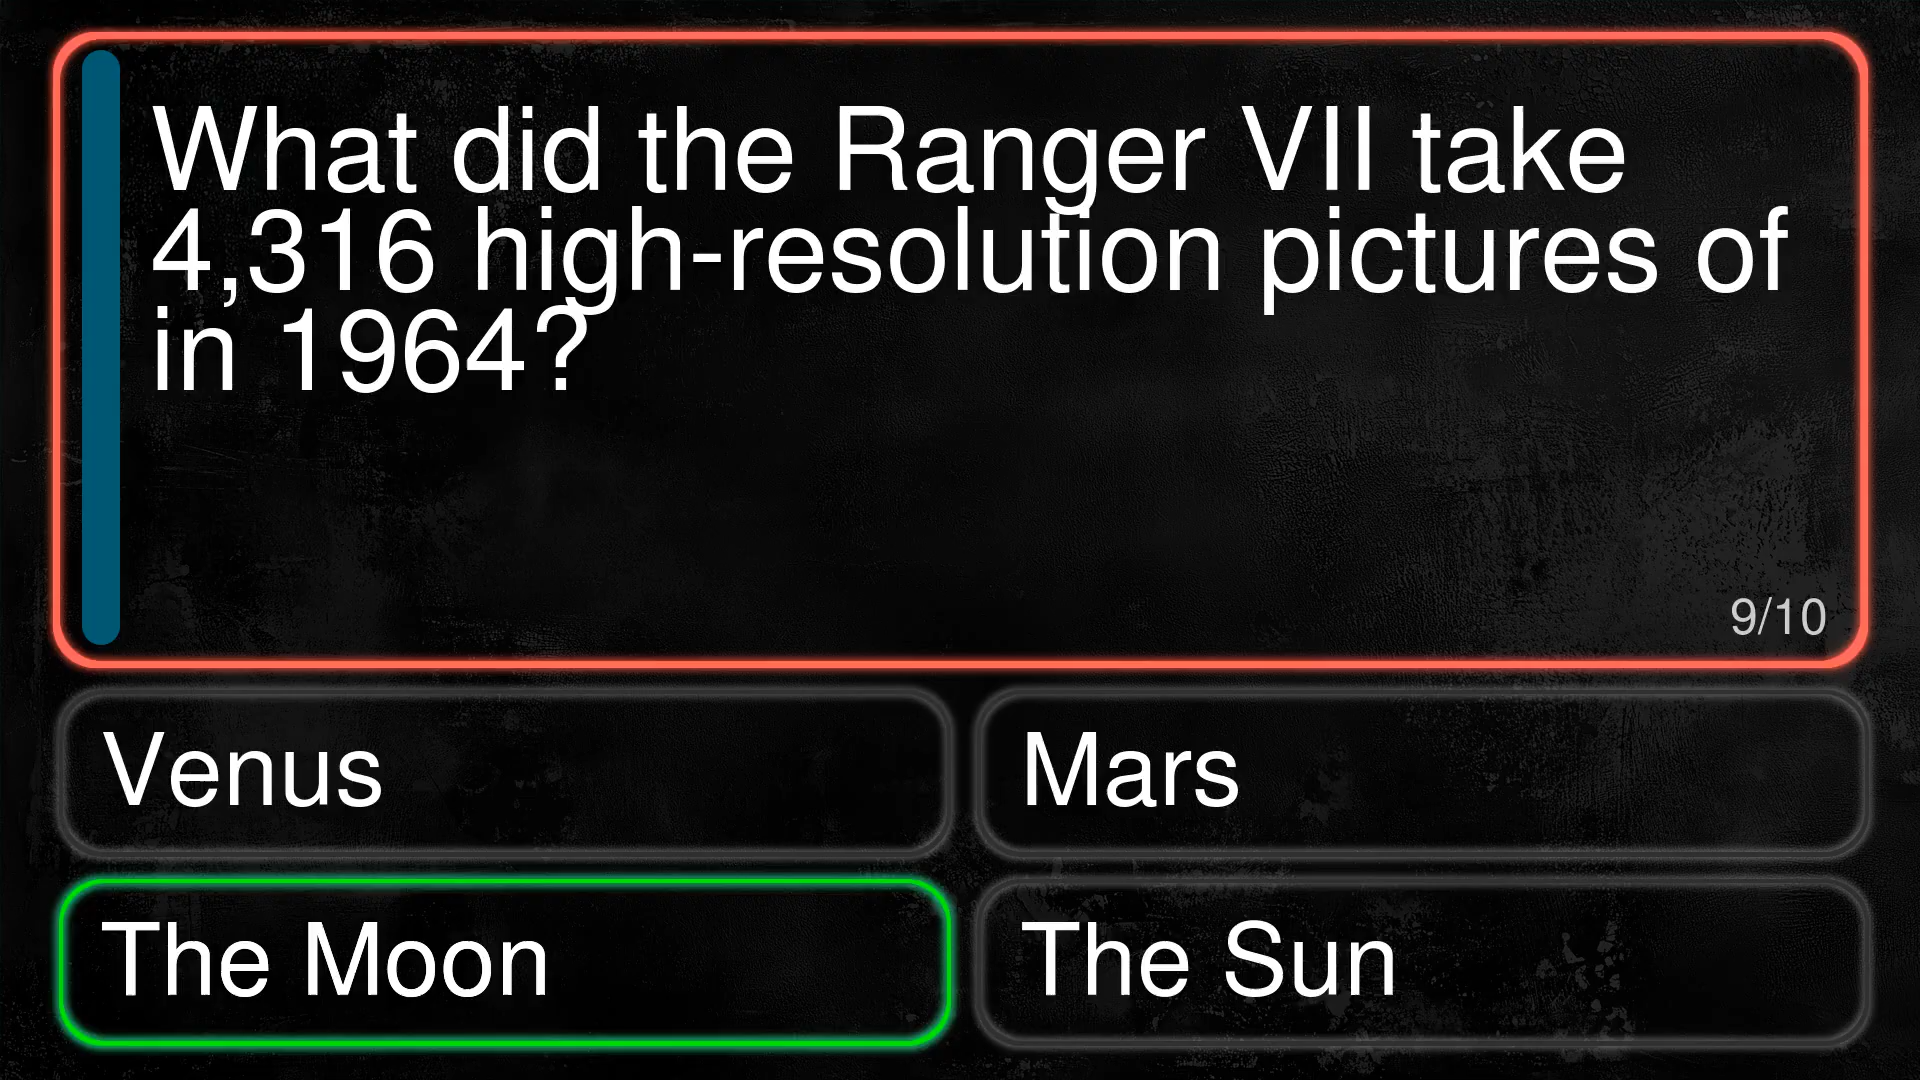 What did the Ranger VII take
4,316 high-resolution pictures of
in 1964?
9/10
Venus
Mars
The Moon
The Sun